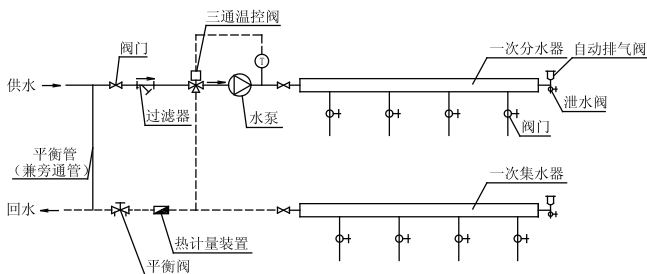 三通温控阀
阀门
一次分水器
自动排气阀
T
供水
过滤器
水泵
泄水阀
阀门
平衡管
（兼旁通管）
一次集水器
回水
热计量装置
平衡阀